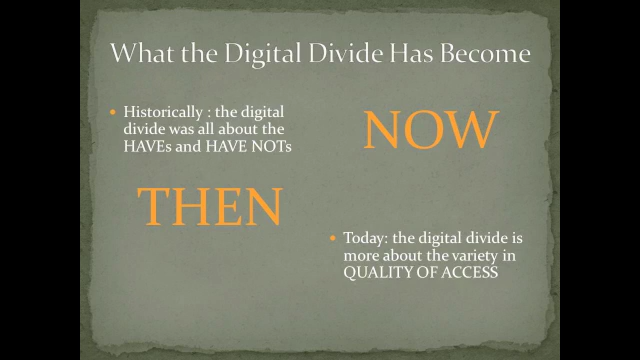 What the Digital Divide Has Become
• Historically : the digital
divide was all about the
HAVEs and HAVE NOTs
THEN
NOW
• Today: the digital divide is
more about the variety in
QUALITY OF ACCESS